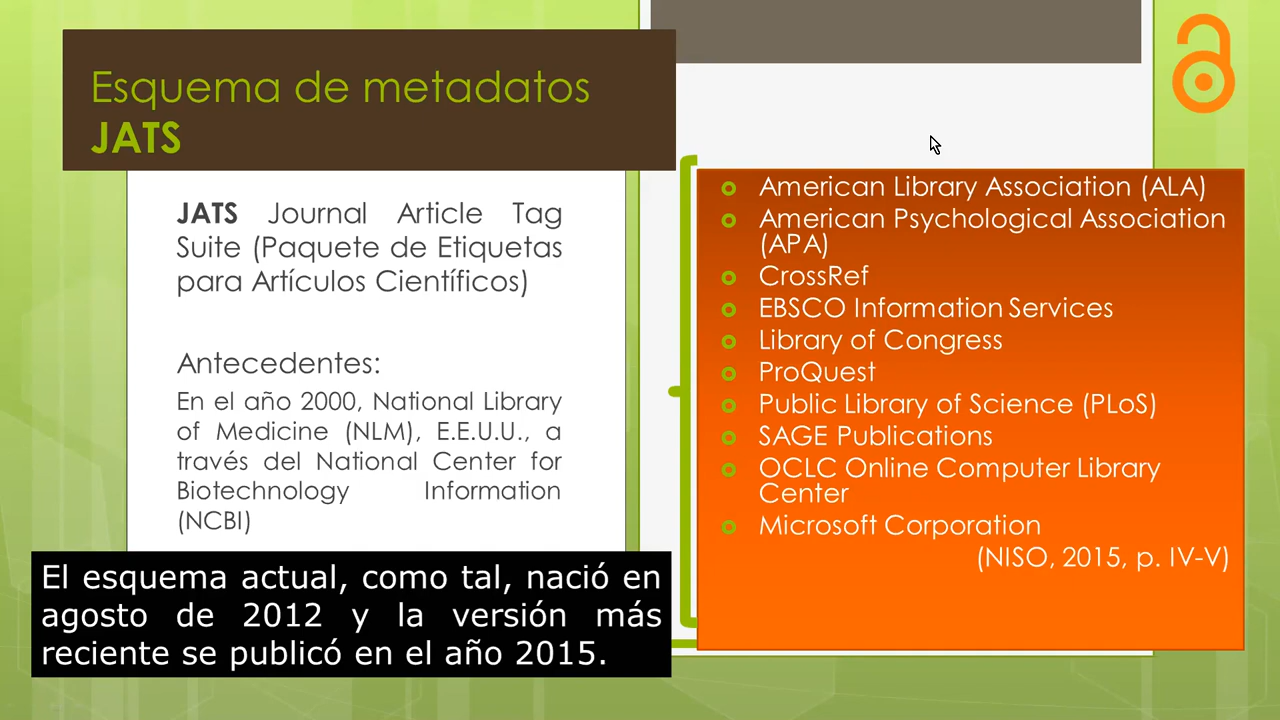 Esquema de metadatos
JATS
JATS Journal Article Tag
Suite (Paquete de Etiquetas
para Artículos Científicos)
Antecedentes:
En el año 2000, National Library
of Medicine (NLM), E.E.U.U., a
través del National Center for
Biotechnology Information
(NCBI)
El esquema actual, como tal, nació en
agosto de 2012 y la versión más
reciente se publicó en el año 2015.
American Library Association (ALA)
American Psychological Association
(APA)
CrossRef
EBSCO Information Services
Library of Congress
ProQuest
Public Library of Science (PLoS)
SAGE Publications
OCLC Online Computer Library
Center
Microsoft Corporation
(NISO, 2015, p. IV-V)